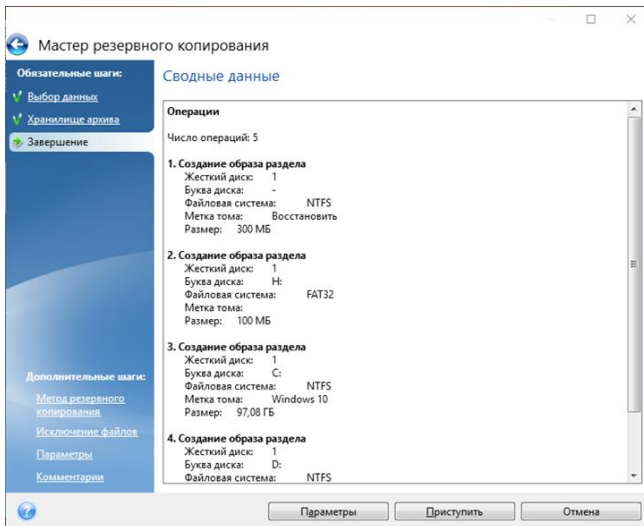 Мастер резервного копирования
Обязательные шаги:
Выбор данных
Хранилище архива
Завершение
Дополнительные шаги:
Метод резервного
копирования
Исключение файлов
Параметры
Комментарии
Сводные данные
Операции
Число операций: 5
1. Создание образа раздела
Жесткий диск: 1
Буква диска: -
Файловая система: NTFS
Метка тома: Восстановить
Размер: 300 МБ
2. Создание образа раздела
Жесткий диск: 1
Буква диска: H:
Файловая система: FAT32
Метка тома:
Размер: 100 МБ
3. Создание образа раздела
Жесткий диск: 1
Буква диска: C:
Файловая система: NTFS
Метка тома: Windows 10
Размер: 97,08 ГБ
4. Создание образа раздела
Жесткий диск: 1
Буква диска: D:
Файловая система: NTFS
Параметры Приступить Отмена